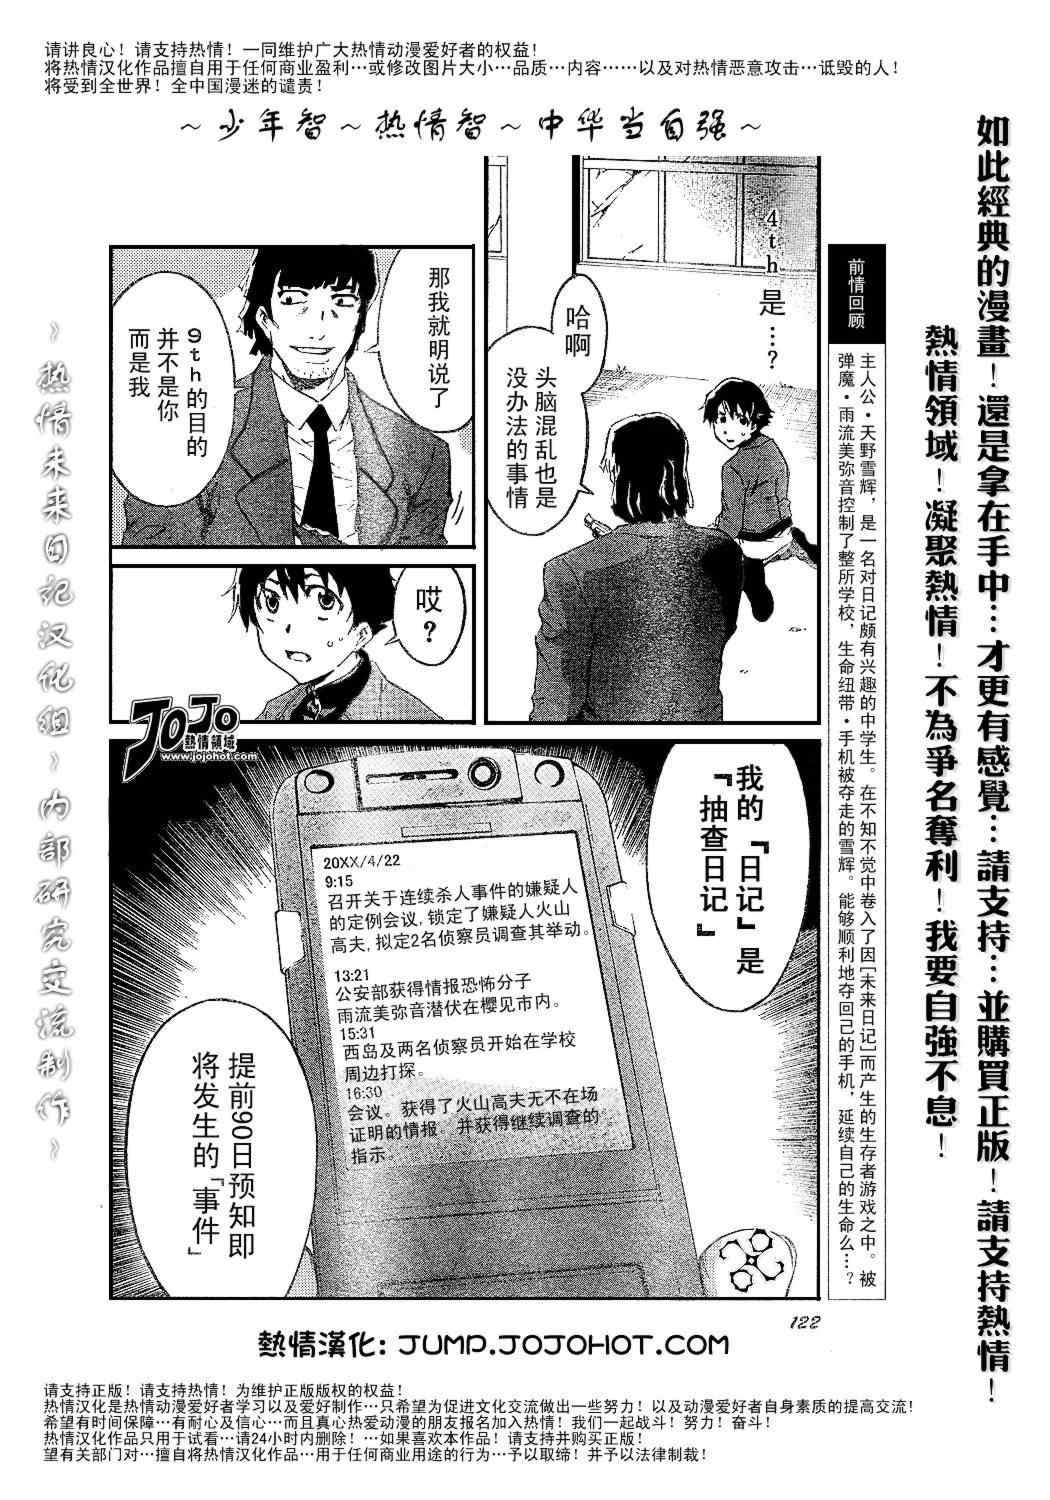 请讲良心！请支持热情！一同维护广大热情动漫爱好者的权益！
将热情汉化作品擅自用于任何商业盈利…或修改图片大小…品质…内容……以及对热情恶意攻击…诋毁的人！
将受到全世界！全中国漫迷的谴责！
～少年智～热情智～中华当自强～
如此經典的漫畫！還是拿在手中…才更有感覺…請支持…並購買正版！請支持熱情！
熱情領域！凝聚熱情！不為爭名奪利！我要自強不息！
前情回顾
主人公·天野雪辉，是一名对日记颇有兴趣的中学生。在不知不觉中卷入了因[未来日记]而产生的生存者游戏之中。被
弹魔·雨流美弥音控制了整所学校，生命纽带·手机被夺走的雪辉。能够顺利地夺回己的手机，延续自己的生命么…？
4th
是…？
哈啊
头脑混乱也是
没办法的事情
那我就明说了
9th的目的
并不是你
而是我
哎？
JOJO
熱情領域
www.jojohot.com
我的『日记』是
『抽查日记』
20XX/4/22
9:15
召开关于连续杀人事件的嫌疑人
的定例会议,锁定了嫌疑人火山
高夫,拟定2名侦察员调查其举动。
13:21
公安部获得情报恐怖分子
雨流美弥音潜伏在樱见市内。
15:31
西岛及两名侦察员开始在学校
周边打探。
16:30
会议。获得了火山高夫无不在场
证明的情报。并获得继续调查的
指示。
提前90日预知即
将发生的「事件」
～热情未来日记汉化组～内部研究交流制作～
122
熱情漢化: JUMP.JOJOHOT.COM
请支持正版！请支持热情！为维护正版版权的权益！
热情汉化是热情动漫爱好者学习以及爱好制作…只希望为促进文化交流做出一些努力！以及动漫爱好者自身素质的提高交流！
希望有时间保障…有耐心及信心…而且真心热爱动漫的朋友报名加入热情！我们一起战斗！努力！奋斗！
热情汉化作品只用于试看…请24小时内删除！…如果喜欢本作品！请支持并购买正版！
望有关部门对…擅自将热情汉化作品…用于任何商业用途的行为…予以取缔！并予以法律制裁！